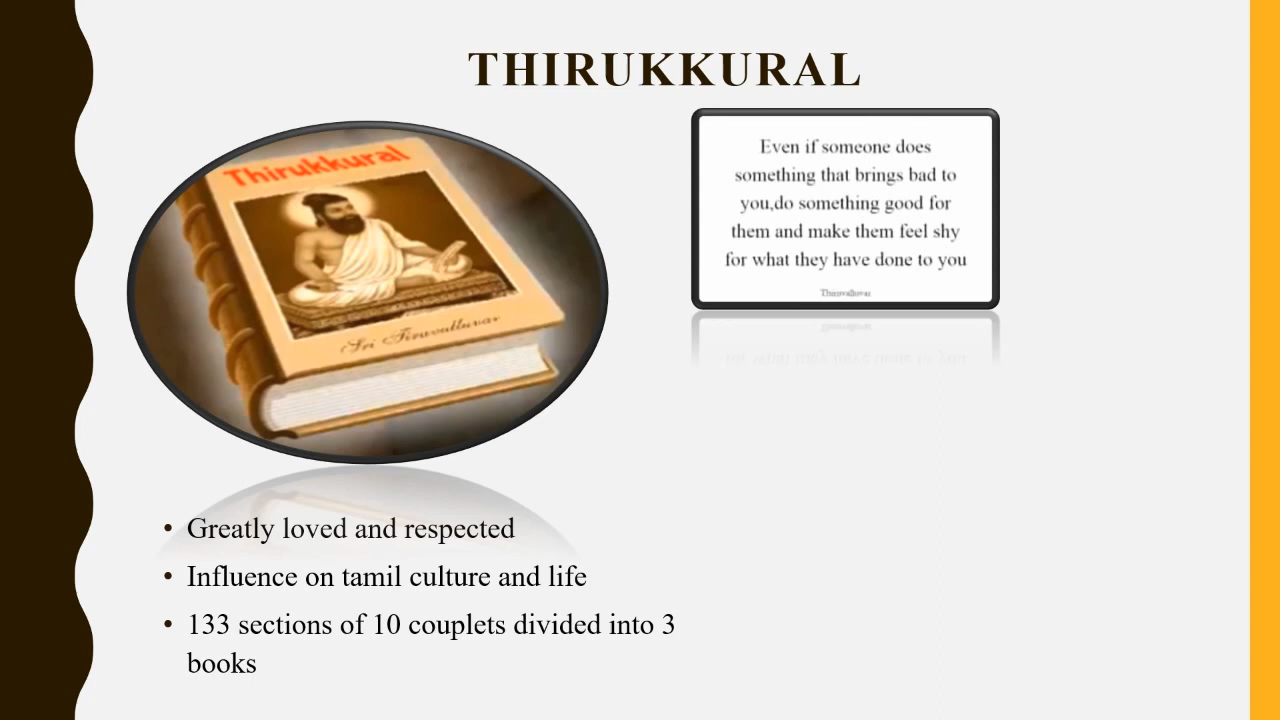 THIRUKKURAL
Thirukkural
Sri Tiruvalluvar
Even if someone does
something that brings bad to
you,do something good for
them and make them feel shy
for what they have done to you
Thiruvalluvar
• Greatly loved and respected
• Influence on tamil culture and life
• 133 sections of 10 couplets divided into 3
books